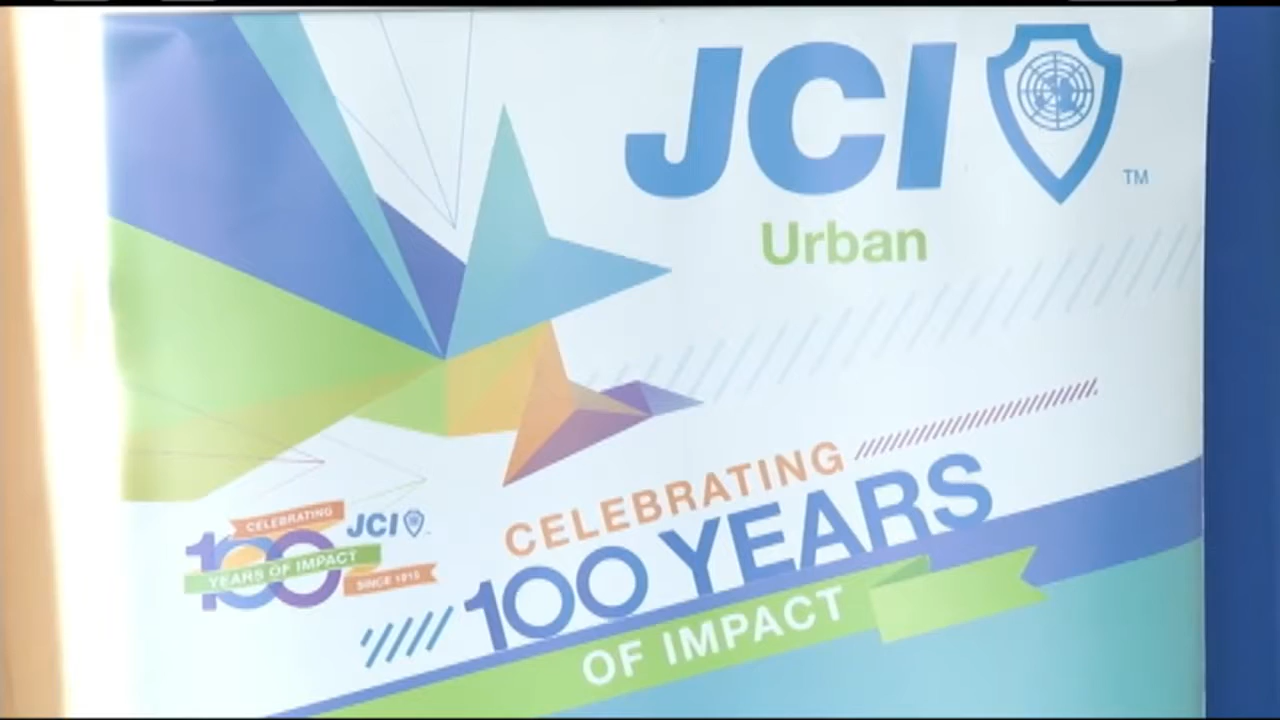 JCI
TM
Urban
CELEBRATING
100 YEARS
OF IMPACT
CELEBRATING
JCI
100
YEARS OF IMPACT
SINCE 1915